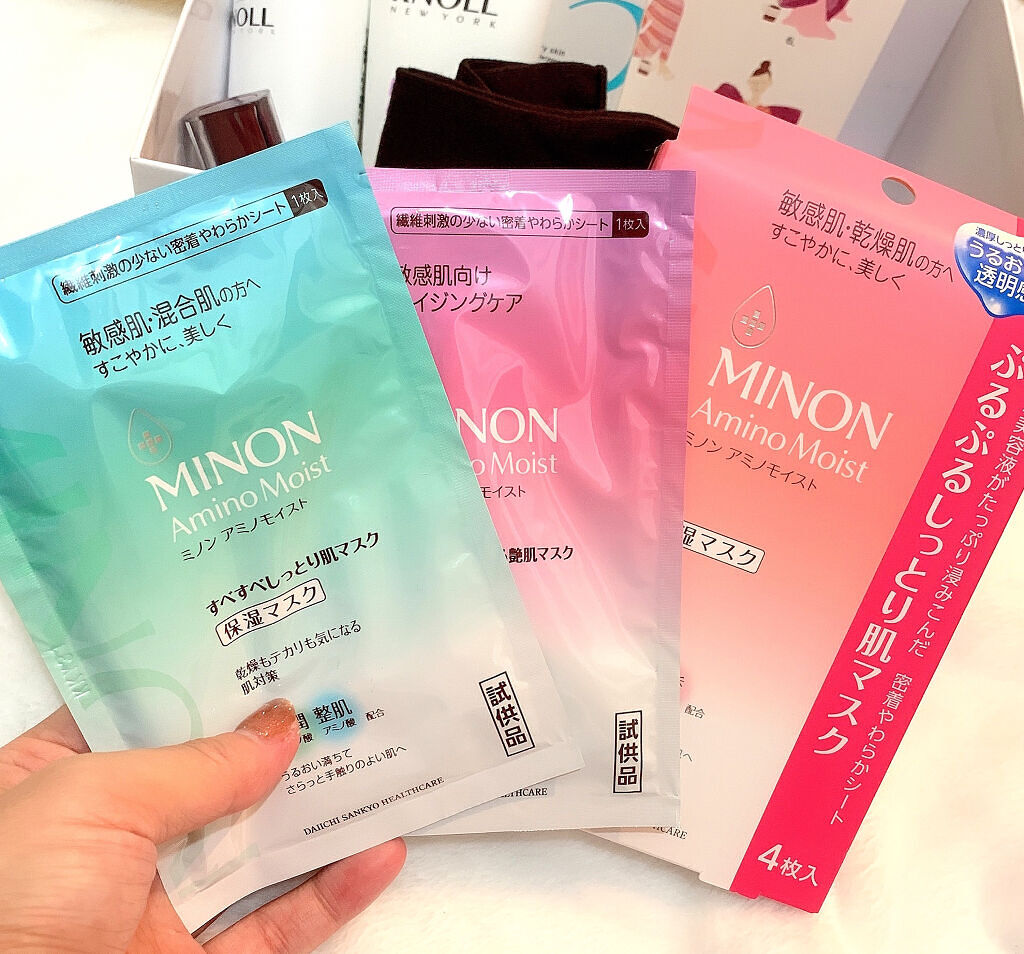 NOLL
NEW YORK
繊維刺激の少ない密着やわらかシート 1枚入
敏感肌・混合肌の方へ
すこやかに、美しく
MINON
Amino Moist
ミノン アミノモイスト
すべすべしっとり肌マスク
保湿マスク
乾燥もテカリも気になる
肌対策
潤 整肌
アミノ酸 配合
うるおい満ちて
さらっと手触りのよい肌へ
DAIICHI SANKYO HEALTHCARE
試供品
繊維刺激の少ない密着やわらかシート 1枚入
敏感肌向け
イジングケア
NON
o Moist
モイスト
艶肌マスク
試供品
HCARE
敏感肌・乾燥肌の方へ
すこやかに、美しく
MINON
Amino Moist
ミノン アミノモイスト
湿マスク
配合
濃厚しっと
うるお
透明感
美容液がたっぷり浸みこんだ 密着やわらかシート
ぷるぷるしっとり肌マスク
4枚入
CARE